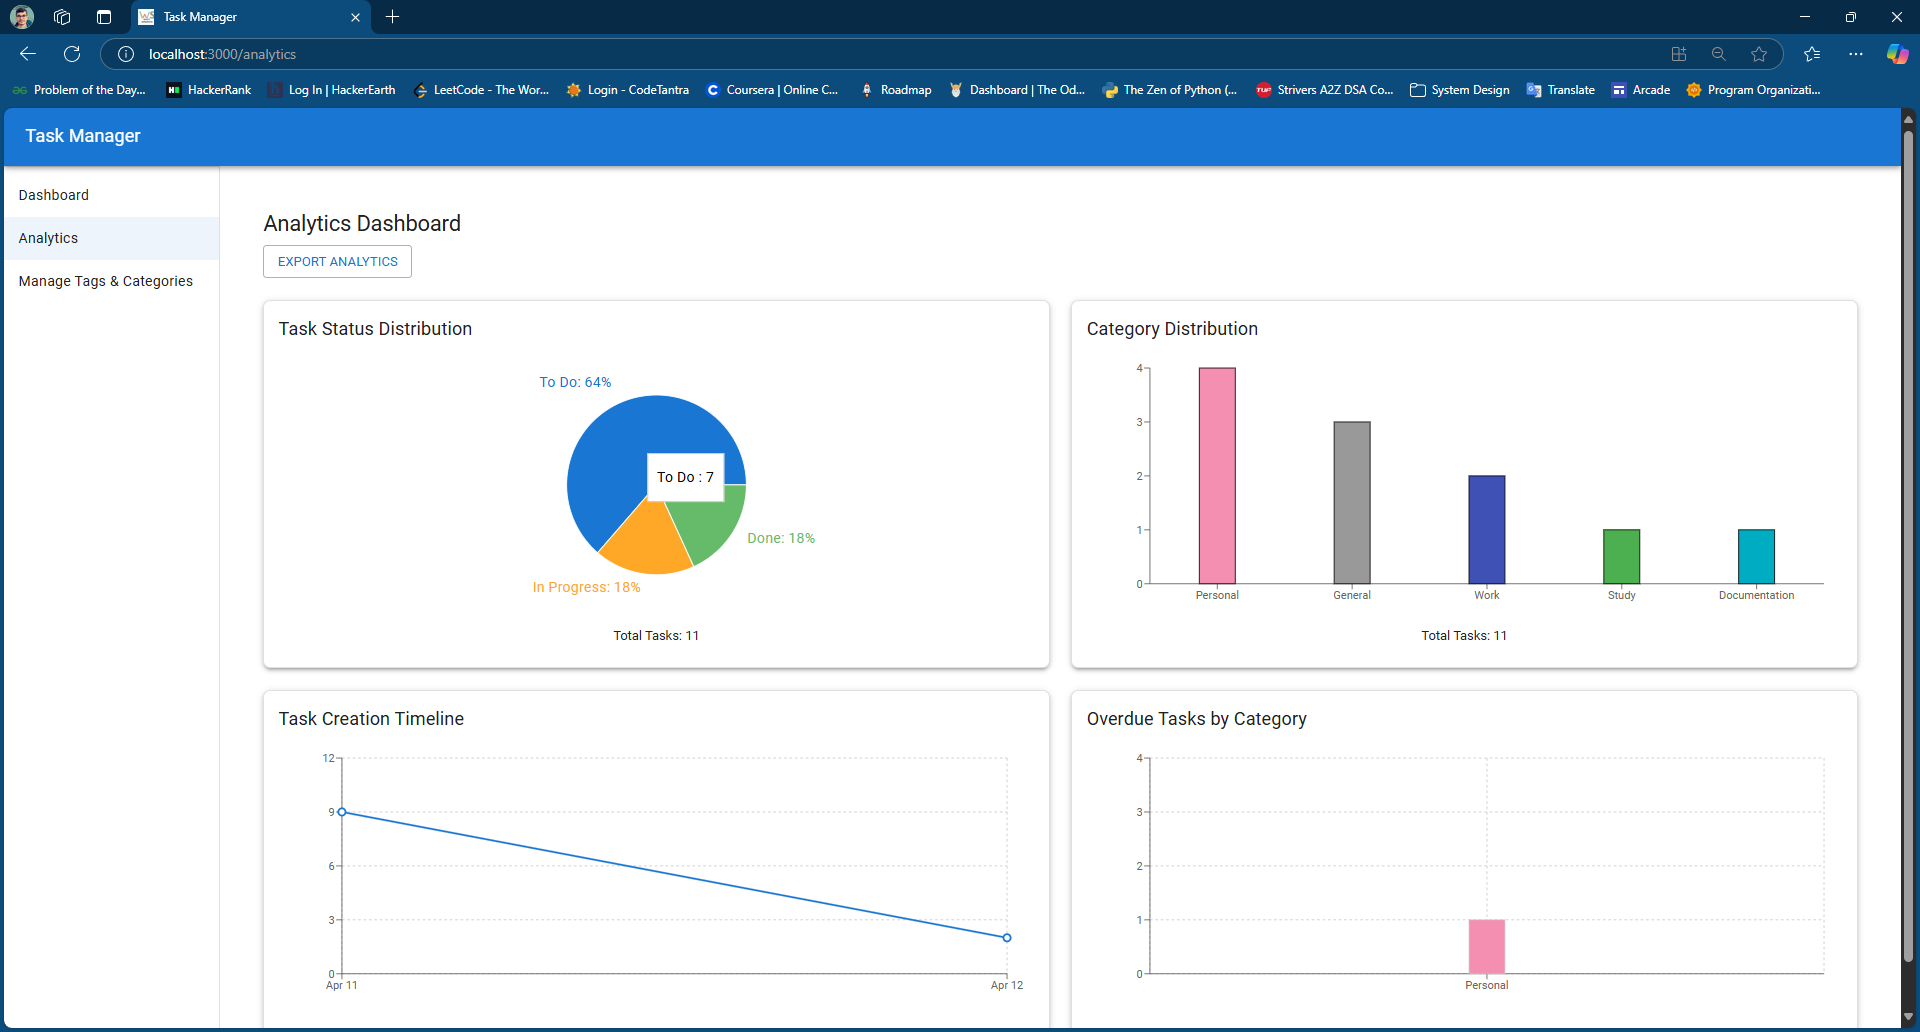 Task Manager
localhost:3000/analytics
Problem of the Day...
HackerRank
Log In | HackerEarth
LeetCode - The Wor...
Login - CodeTantra
Coursera | Online C...
Roadmap
Dashboard | The Od...
The Zen of Python (...
Strivers A2Z DSA Co...
System Design
Translate
Arcade
Program Organizati...
Task Manager
Dashboard
Analytics
Manage Tags & Categories
Analytics Dashboard
EXPORT ANALYTICS
Task Status Distribution
To Do: 64%
To Do : 7
Done: 18%
In Progress: 18%
Total Tasks: 11
Category Distribution
4
3
2
1
0
Personal General Work Study Documentation
Total Tasks: 11
Task Creation Timeline
12
9
6
3
0
Apr 11 Apr 12
Overdue Tasks by Category
4
3
2
1
0
Personal